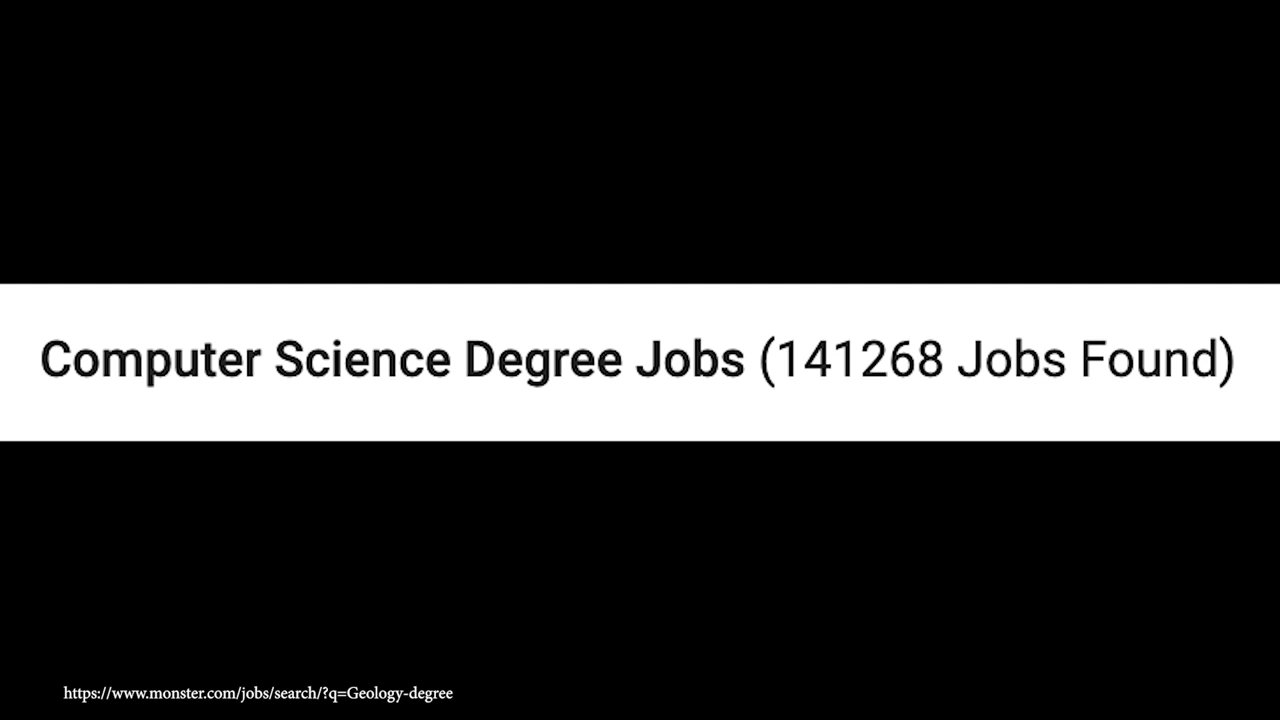 Computer Science Degree Jobs (141268 Jobs Found)
https://www.monster.com/jobs/search/?q=Geology-degree